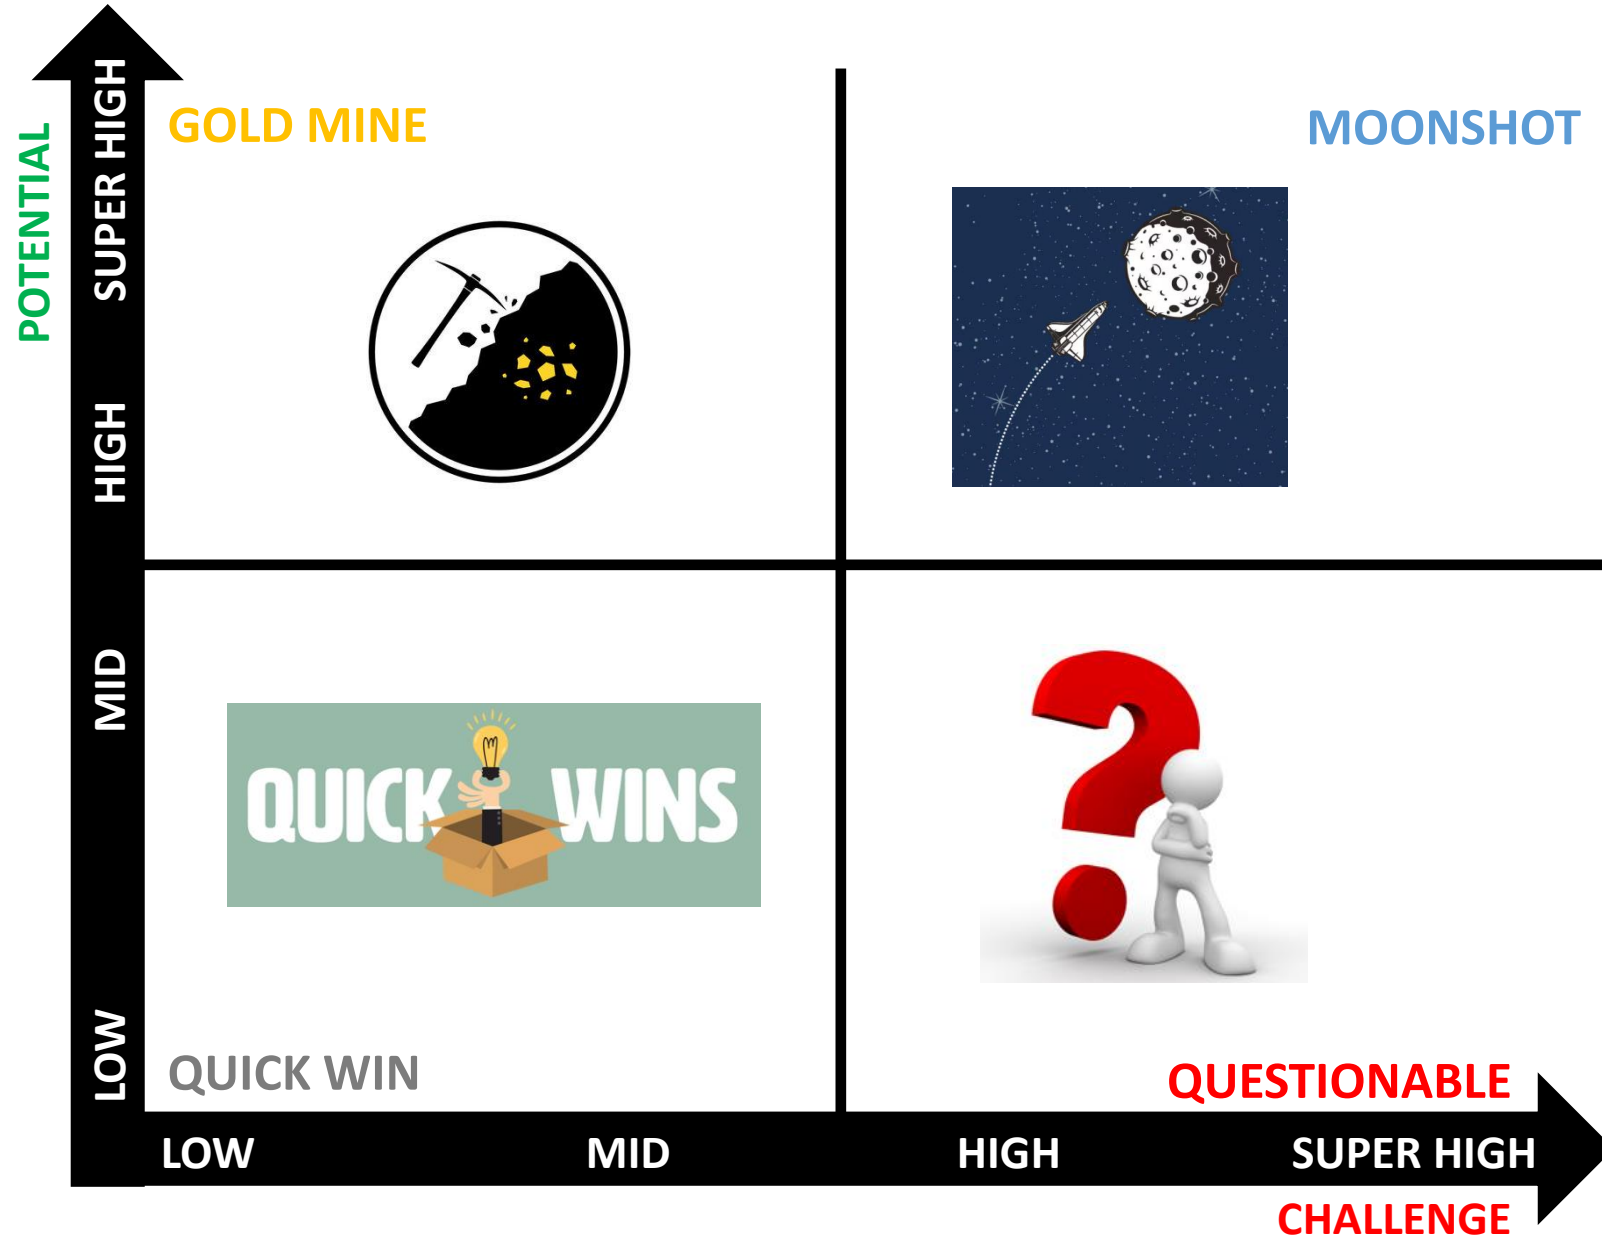 POTENTIAL
SUPER HIGH
HIGH
MID
LOW
GOLD MINE
MOONSHOT
QUICK WINS
QUICK WIN
QUESTIONABLE
LOW
MID
HIGH
SUPER HIGH
CHALLENGE